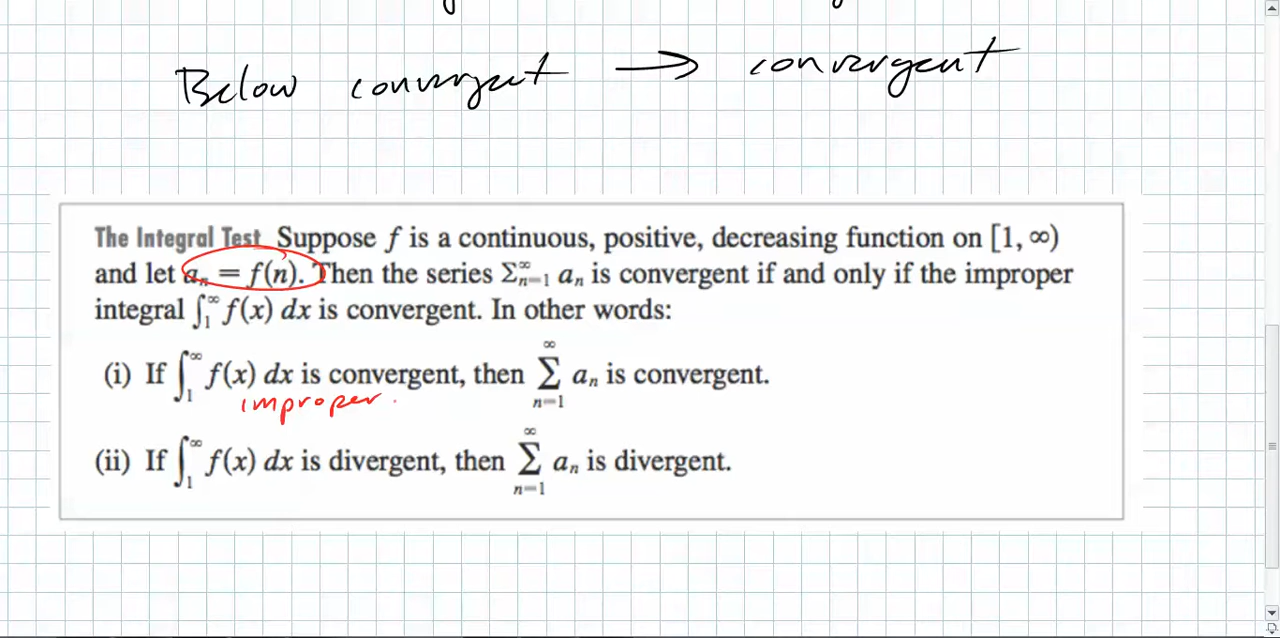 Below convergent → convergent
The Integral Test Suppose f is a continuous, positive, decreasing function on [1, ∞)
and let aₙ = f(n). Then the series Σₙ₌₁^∞ aₙ is convergent if and only if the improper
integral ∫₁^∞ f(x) dx is convergent. In other words:
(i) If ∫₁^∞ f(x) dx is convergent, then ∑ₙ₌₁^∞ aₙ is convergent.
improper.
(ii) If ∫₁^∞ f(x) dx is divergent, then ∑ₙ₌₁^∞ aₙ is divergent.